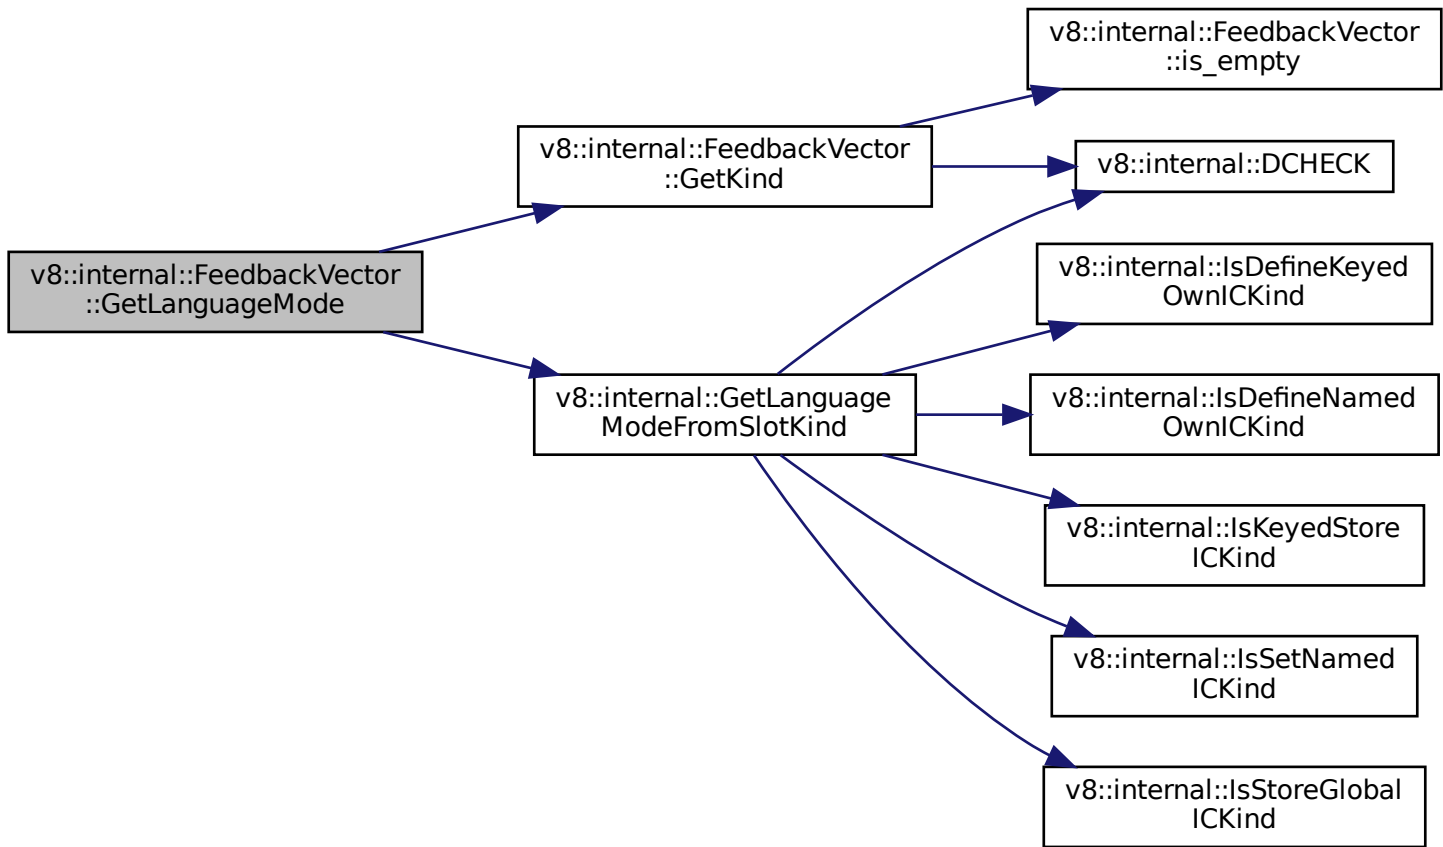 v8::internal::FeedbackVector
::is_empty
v8::internal::FeedbackVector
::GetKind
v8::internal::DCHECK
v8::internal::FeedbackVector
::GetLanguageMode
v8::internal::IsDefineKeyed
OwnICKind
v8::internal::GetLanguage
ModeFromSlotKind
v8::internal::IsDefineNamed
OwnICKind
v8::internal::IsKeyedStore
ICKind
v8::internal::IsSetNamed
ICKind
v8::internal::IsStoreGlobal
ICKind